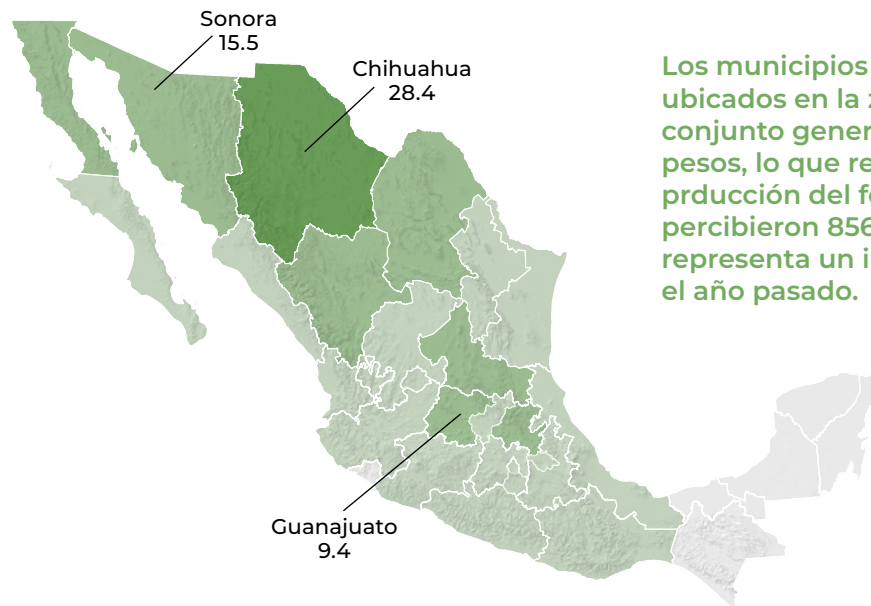 Sonora
15.5
Chihuahua
28.4
Guanajuato
9.4
Los municipios
ubicados en la
conjunto gener
pesos, lo que re
prducción del f
percibieron 856
representa un i
el año pasado.